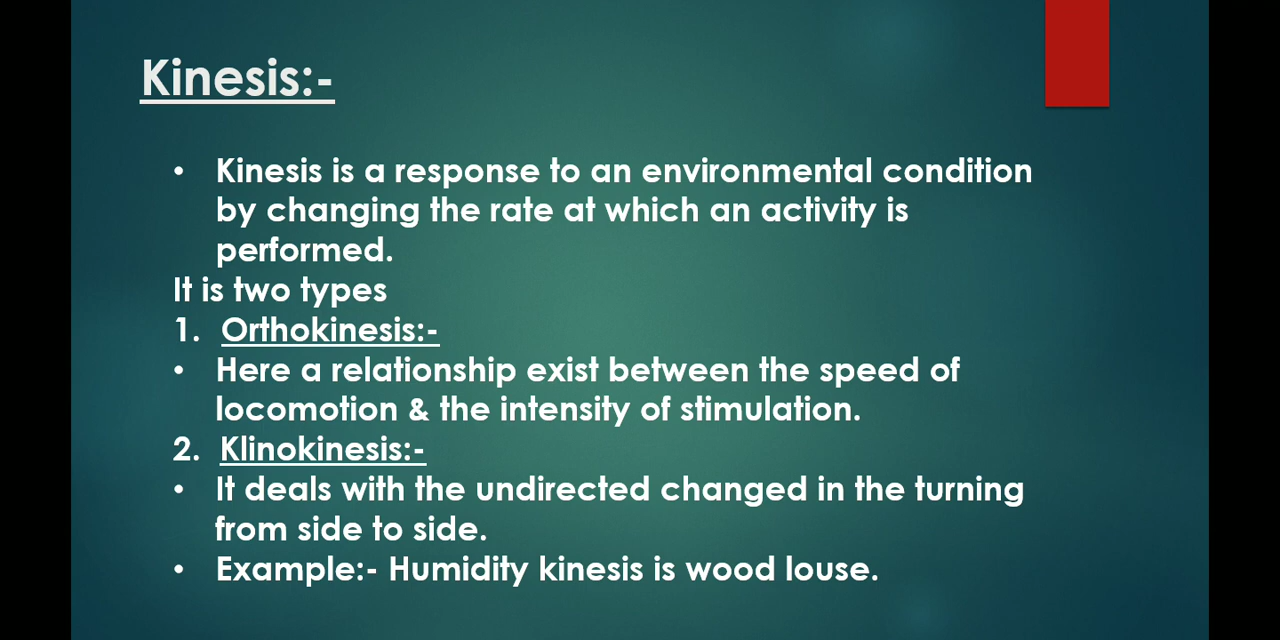 Kinesis:-
• Kinesis is a response to an environmental condition
by changing the rate at which an activity is
performed.
It is two types
1. Orthokinesis:-
• Here a relationship exist between the speed of
locomotion & the intensity of stimulation.
2. Klinokinesis:-
• It deals with the undirected changed in the turning
from side to side.
• Example:- Humidity kinesis is wood louse.